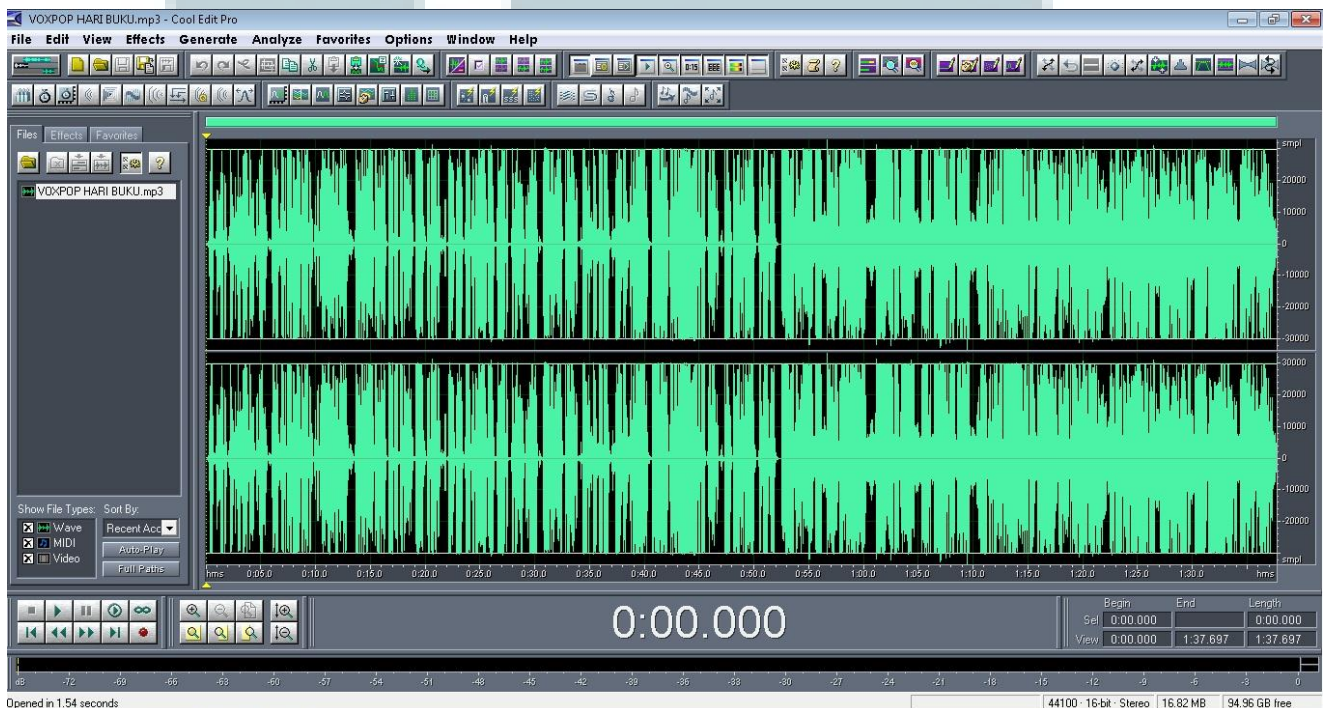 VOXPOP HARI BUKU.mp3 - Cool Edit Pro
File Edit View Effects Generate Analyze Favorites Options Window Help
Files Effects Favorites
VOXPOP HARI BUKU.mp3
smpl
20000
10000
0
-10000
-20000
-30000
30000
20000
10000
0
-10000
-20000
smpl
hms 0:05.0 0:10.0 0:15.0 0:20.0 0:25.0 0:30.0 0:35.0 0:40.0 0:45.0 0:50.0 0:55.0 1:00.0 1:05.0 1:10.0 1:15.0 1:20.0 1:25.0 1:30.0 hms
Show File Types: Sort By:
Wave Recent Acc
MIDI Auto-Play
Video Full Paths
0:00.000
Begin End Length
Sel 0:00.000 0:00.000
View 0:00.000 1:37.697 1:37.697
dB -72 -69 -66 -63 -60 -57 -54 -51 -48 -45 -42 -39 -36 -33 -30 -27 -24 -21 -18 -15 -12 -9 -6 -3 0
Opened in 1.54 seconds 44100 · 16-bit · Stereo 16.82 MB 94.96 GB free